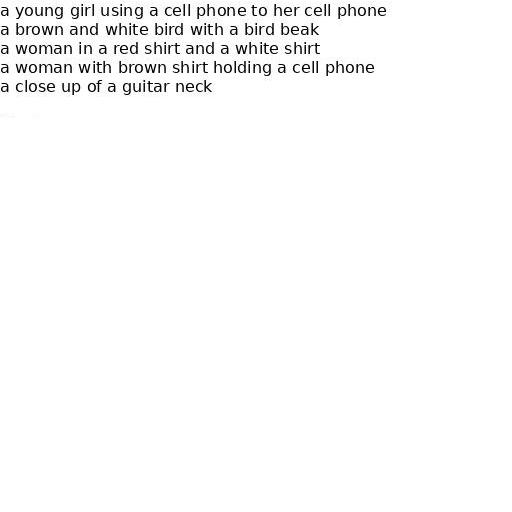 a young girl using a cell phone to her cell phone
a brown and white bird with a bird beak
a woman in a red shirt and a white shirt
a woman with brown shirt holding a cell phone
a close up of a guitar neck